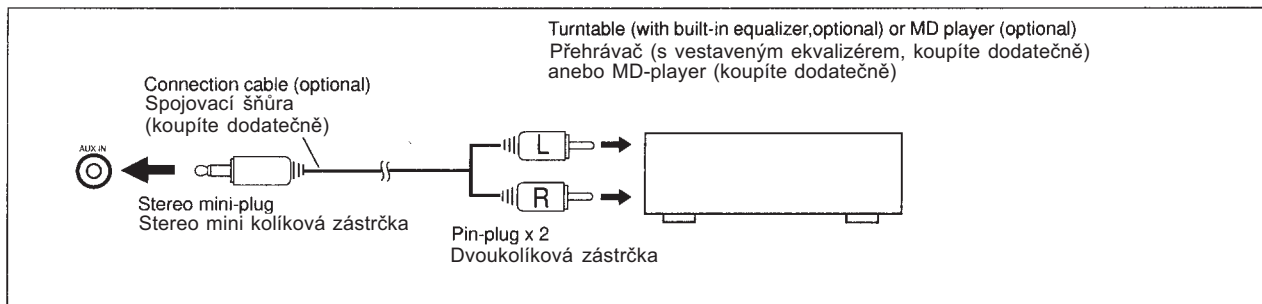 Turntable (with built-in equalizer,optional) or MD player (optional)
Přehrávač (s vestaveným ekvalizérem, koupíte dodatečně)
anebo MD-player (koupíte dodatečně)
Connection cable (optional)
Spojovací šňůra
(koupíte dodatečně)
AUX IN
L
R
Stereo mini-plug
Stereo mini kolíková zástrčka
Pin-plug x 2
Dvoukolíková zástrčka